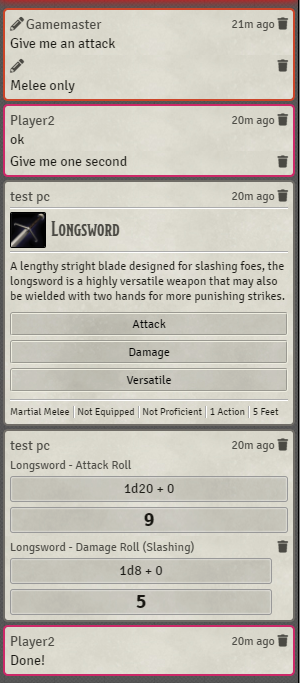 Gamemaster 21m ago
Give me an attack
Melee only
Player2 20m ago
ok
Give me one second
test pc 20m ago
Longsword
A lengthy stright blade designed for slashing foes, the
longsword is a highly versatile weapon that may also
be wielded with two hands for more punishing strikes.
Attack
Damage
Versatile
Martial Melee Not Equipped Not Proficient 1 Action 5 Feet
test pc 20m ago
Longsword - Attack Roll
1d20 + 0
9
Longsword - Damage Roll (Slashing)
1d8 + 0
5
Player2 20m ago
Done!